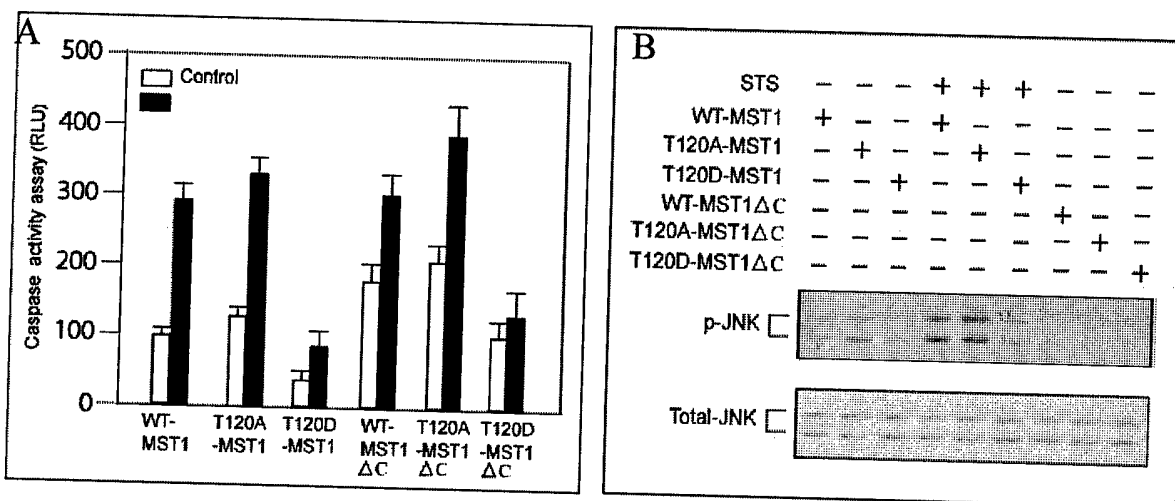 A
500
400
300
200
100
0
Caspase activity assay (RLU)
Control
WT-
MST1
T120A
-MST1
T120D
-MST1
WT-
MST1
ΔC
T120A
-MST1
ΔC
T120D
-MST1
ΔC
B
STS − − − + + + − − −
WT-MST1 + − − + − − − − −
T120A-MST1 − + − − + − − − −
T120D-MST1 − − + − − + − − −
WT-MST1ΔC − − − − − − + − −
T120A-MST1ΔC − − − − − − − + −
T120D-MST1ΔC − − − − − − − − +
p-JNK
Total-JNK